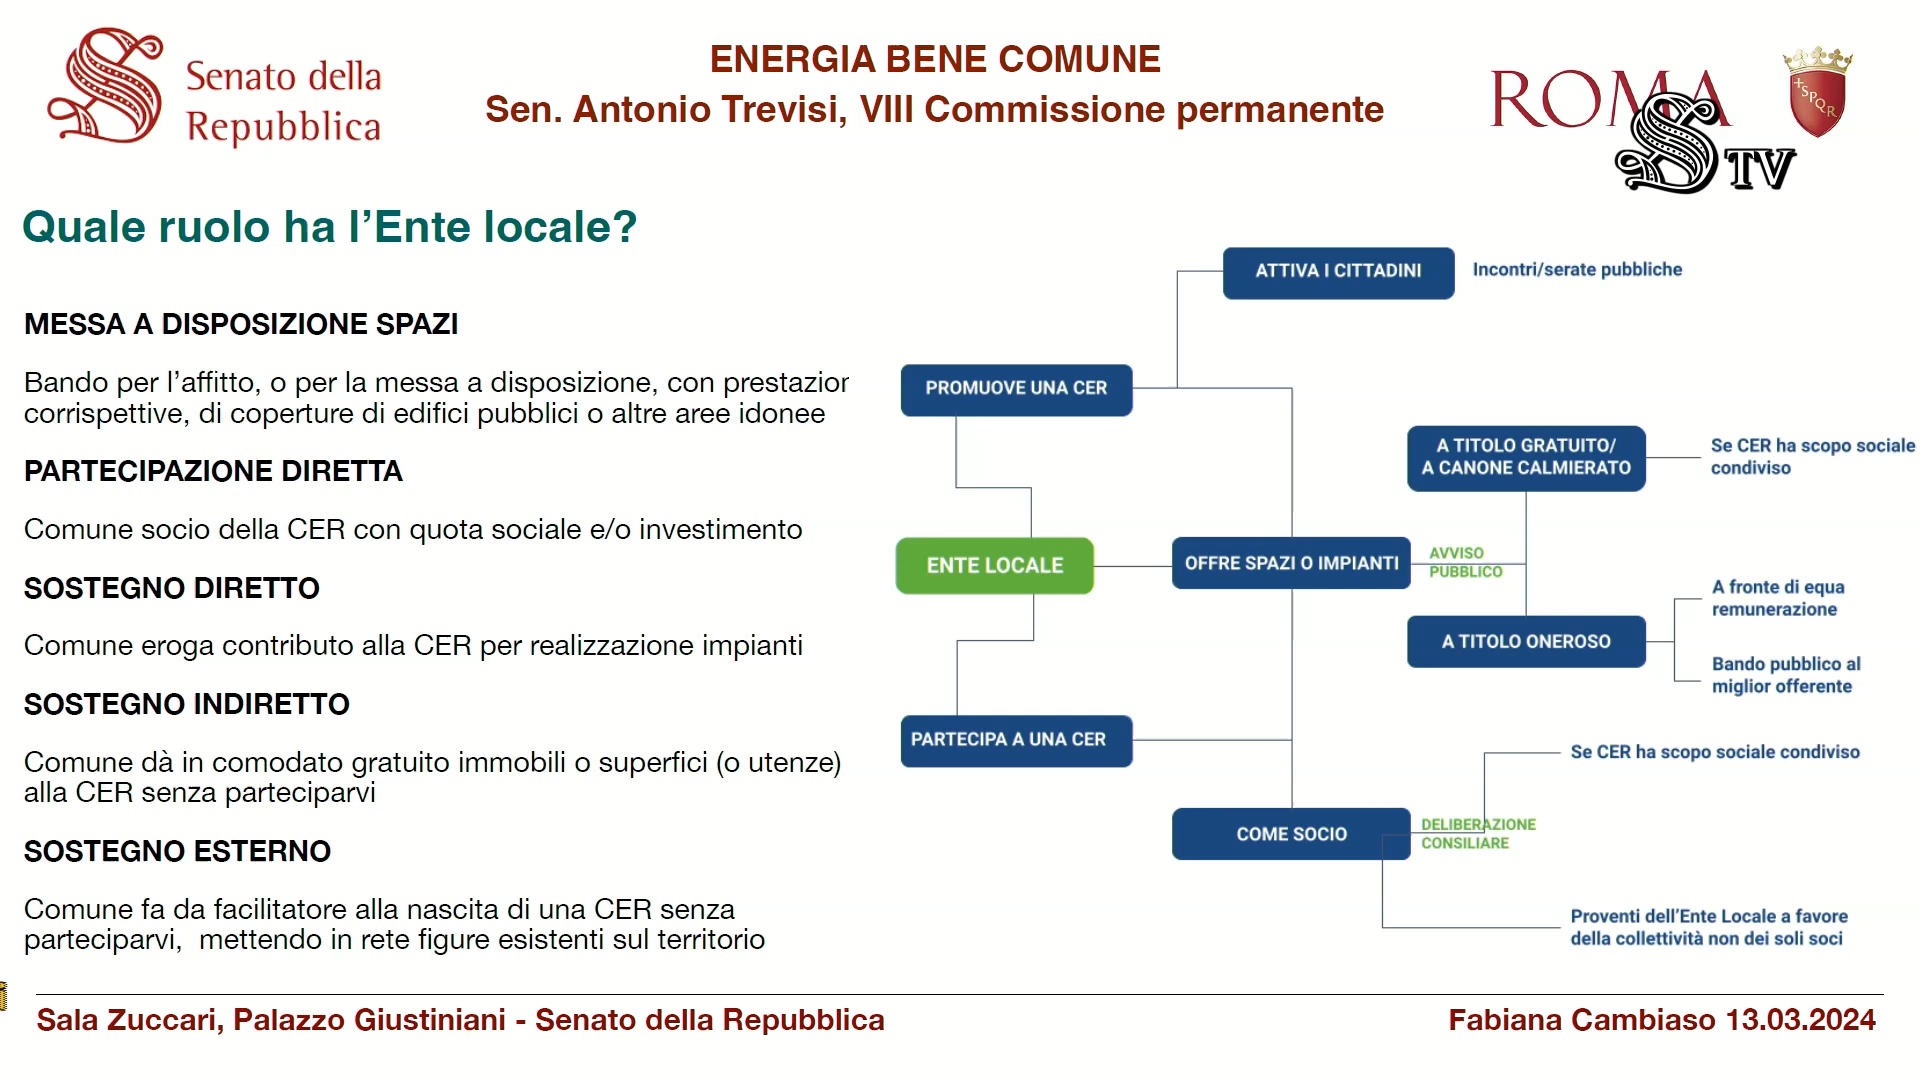 Senato della
Repubblica
ENERGIA BENE COMUNE
Sen. Antonio Trevisi, VIII Commissione permanente
ROMA
SPQR
TV
Quale ruolo ha l’Ente locale?
MESSA A DISPOSIZIONE SPAZI
Bando per l’affitto, o per la messa a disposizione, con prestazior
corrispettive, di coperture di edifici pubblici o altre aree idonee
PARTECIPAZIONE DIRETTA
Comune socio della CER con quota sociale e/o investimento
SOSTEGNO DIRETTO
Comune eroga contributo alla CER per realizzazione impianti
SOSTEGNO INDIRETTO
Comune dà in comodato gratuito immobili o superfici (o utenze)
alla CER senza parteciparvi
SOSTEGNO ESTERNO
Comune fa da facilitatore alla nascita di una CER senza
parteciparvi, mettendo in rete figure esistenti sul territorio
ATTIVA I CITTADINI
Incontri/serate pubbliche
PROMUOVE UNA CER
A TITOLO GRATUITO/
A CANONE CALMIERATO
Se CER ha scopo sociale
condiviso
ENTE LOCALE
OFFRE SPAZI O IMPIANTI
AVVISO
PUBBLICO
A fronte di equa
remunerazione
A TITOLO ONEROSO
Bando pubblico al
miglior offerente
PARTECIPA A UNA CER
Se CER ha scopo sociale condiviso
COME SOCIO
DELIBERAZIONE
CONSILIARE
Proventi dell’Ente Locale a favore
della collettività non dei soli soci
Sala Zuccari, Palazzo Giustiniani - Senato della Repubblica
Fabiana Cambiaso 13.03.2024